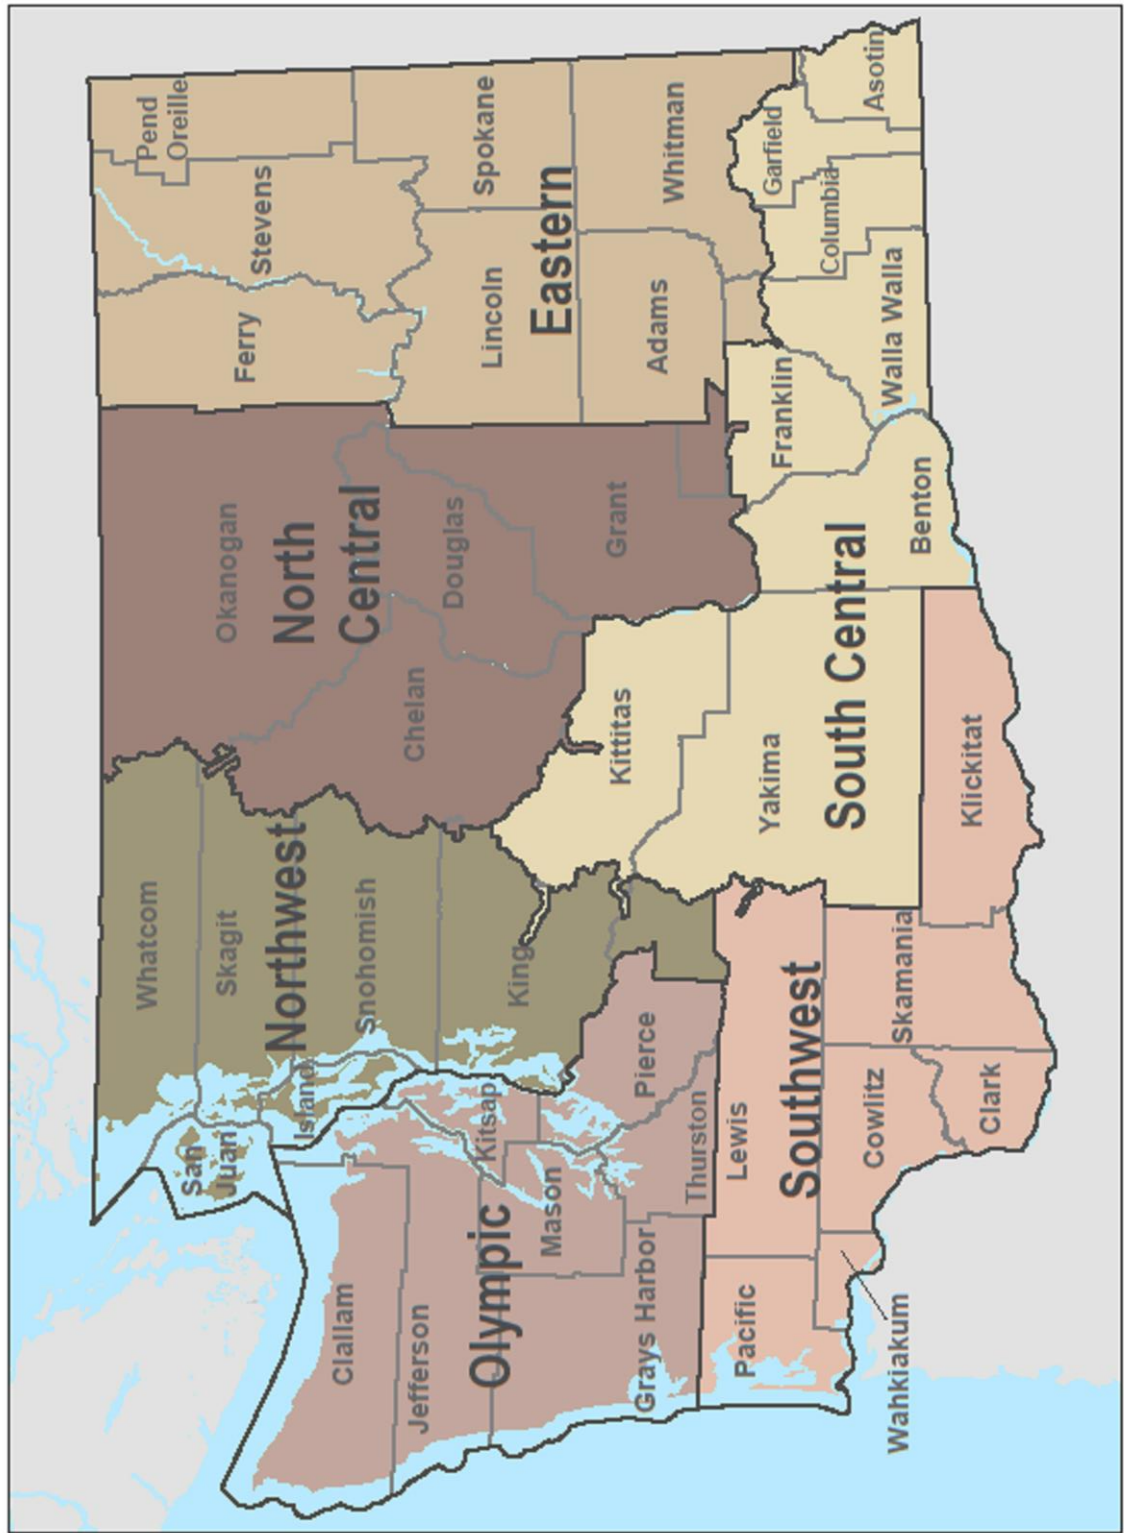 Whatcom
Skagit
Northwest
Snohomish
King
Island
San
Juan
Okanogan
North
Central
Douglas
Chelan
Grant
Pend
Oreille
Stevens
Ferry
Spokane
Lincoln
Eastern
Whitman
Adams
Clallam
Jefferson
Olympic
Kitsap
Mason
Grays Harbor
Pierce
Thurston
Kittitas
Yakima
South Central
Franklin
Benton
Walla Walla
Columbia
Garfield
Asotin
Lewis
Pacific
Southwest
Cowlitz
Wahkiakum
Skamania
Clark
Klickitat